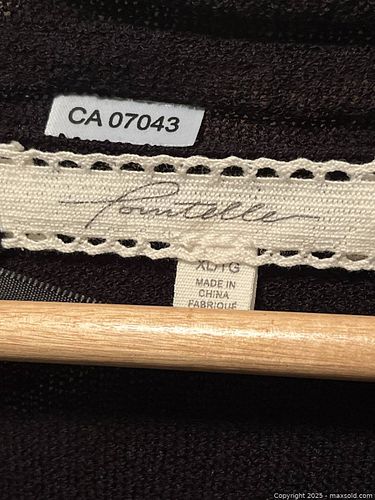 CA 07043
Pointelle
XL/TG
MADE IN
CHINA
FABRIQUÉ
Copyright © 2025 - maxsold.com